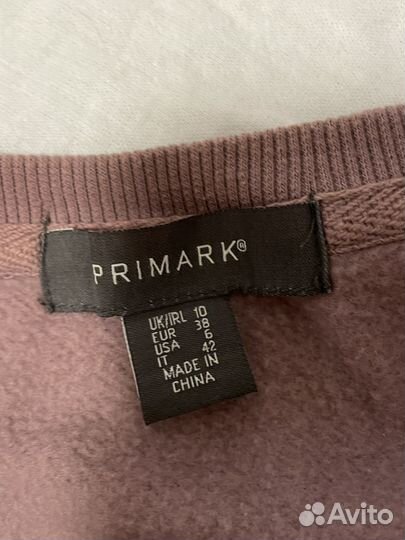 PRIMARK®
UK/IRL 10
EUR 38
USA 6
IT 42
MADE IN
CHINA
Avito